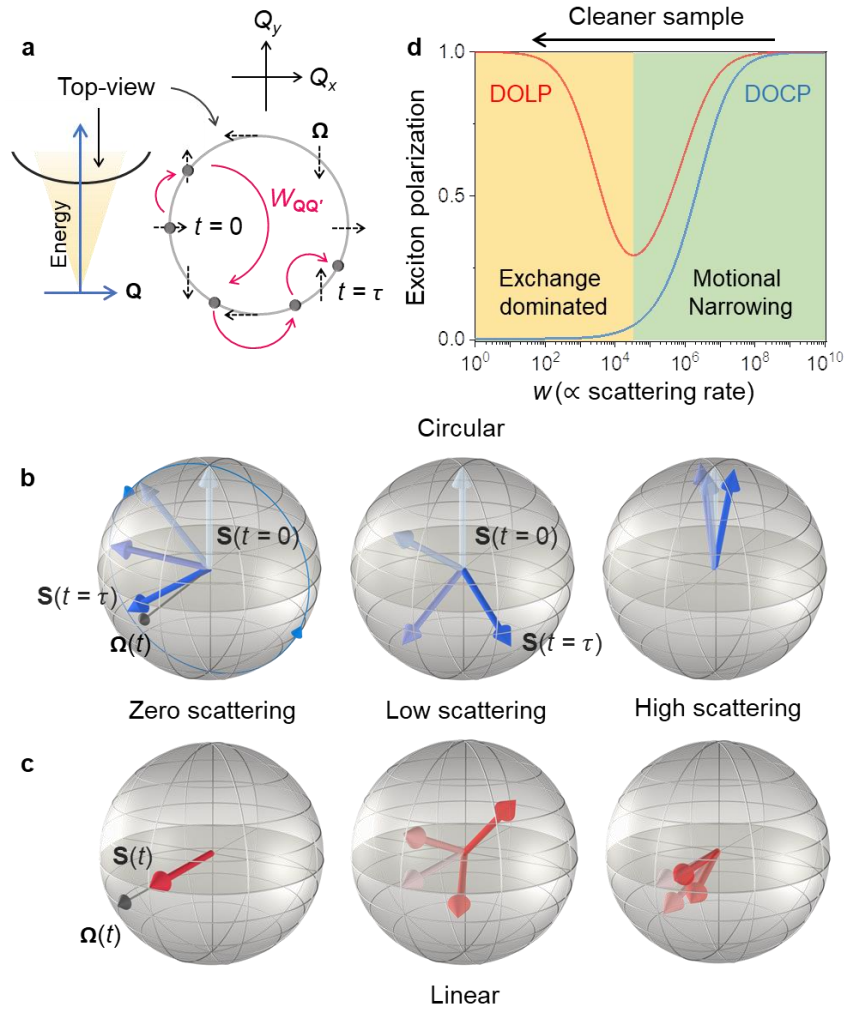 a
Q_y
Q_x
Top-view
Energy
Q
Ω
W_QQ'
t = 0
t = τ
d
Cleaner sample
Exciton polarization
1.0
0.5
0.0
DOLP
DOCP
Exchange
dominated
Motional
Narrowing
10^0 10^2 10^4 10^6 10^8 10^10
w (∝ scattering rate)
Circular
b
S(t = 0)
S(t = τ)
Ω(t)
S(t = 0)
S(t = τ)
Zero scattering
Low scattering
High scattering
c
S(t)
Ω(t)
Linear